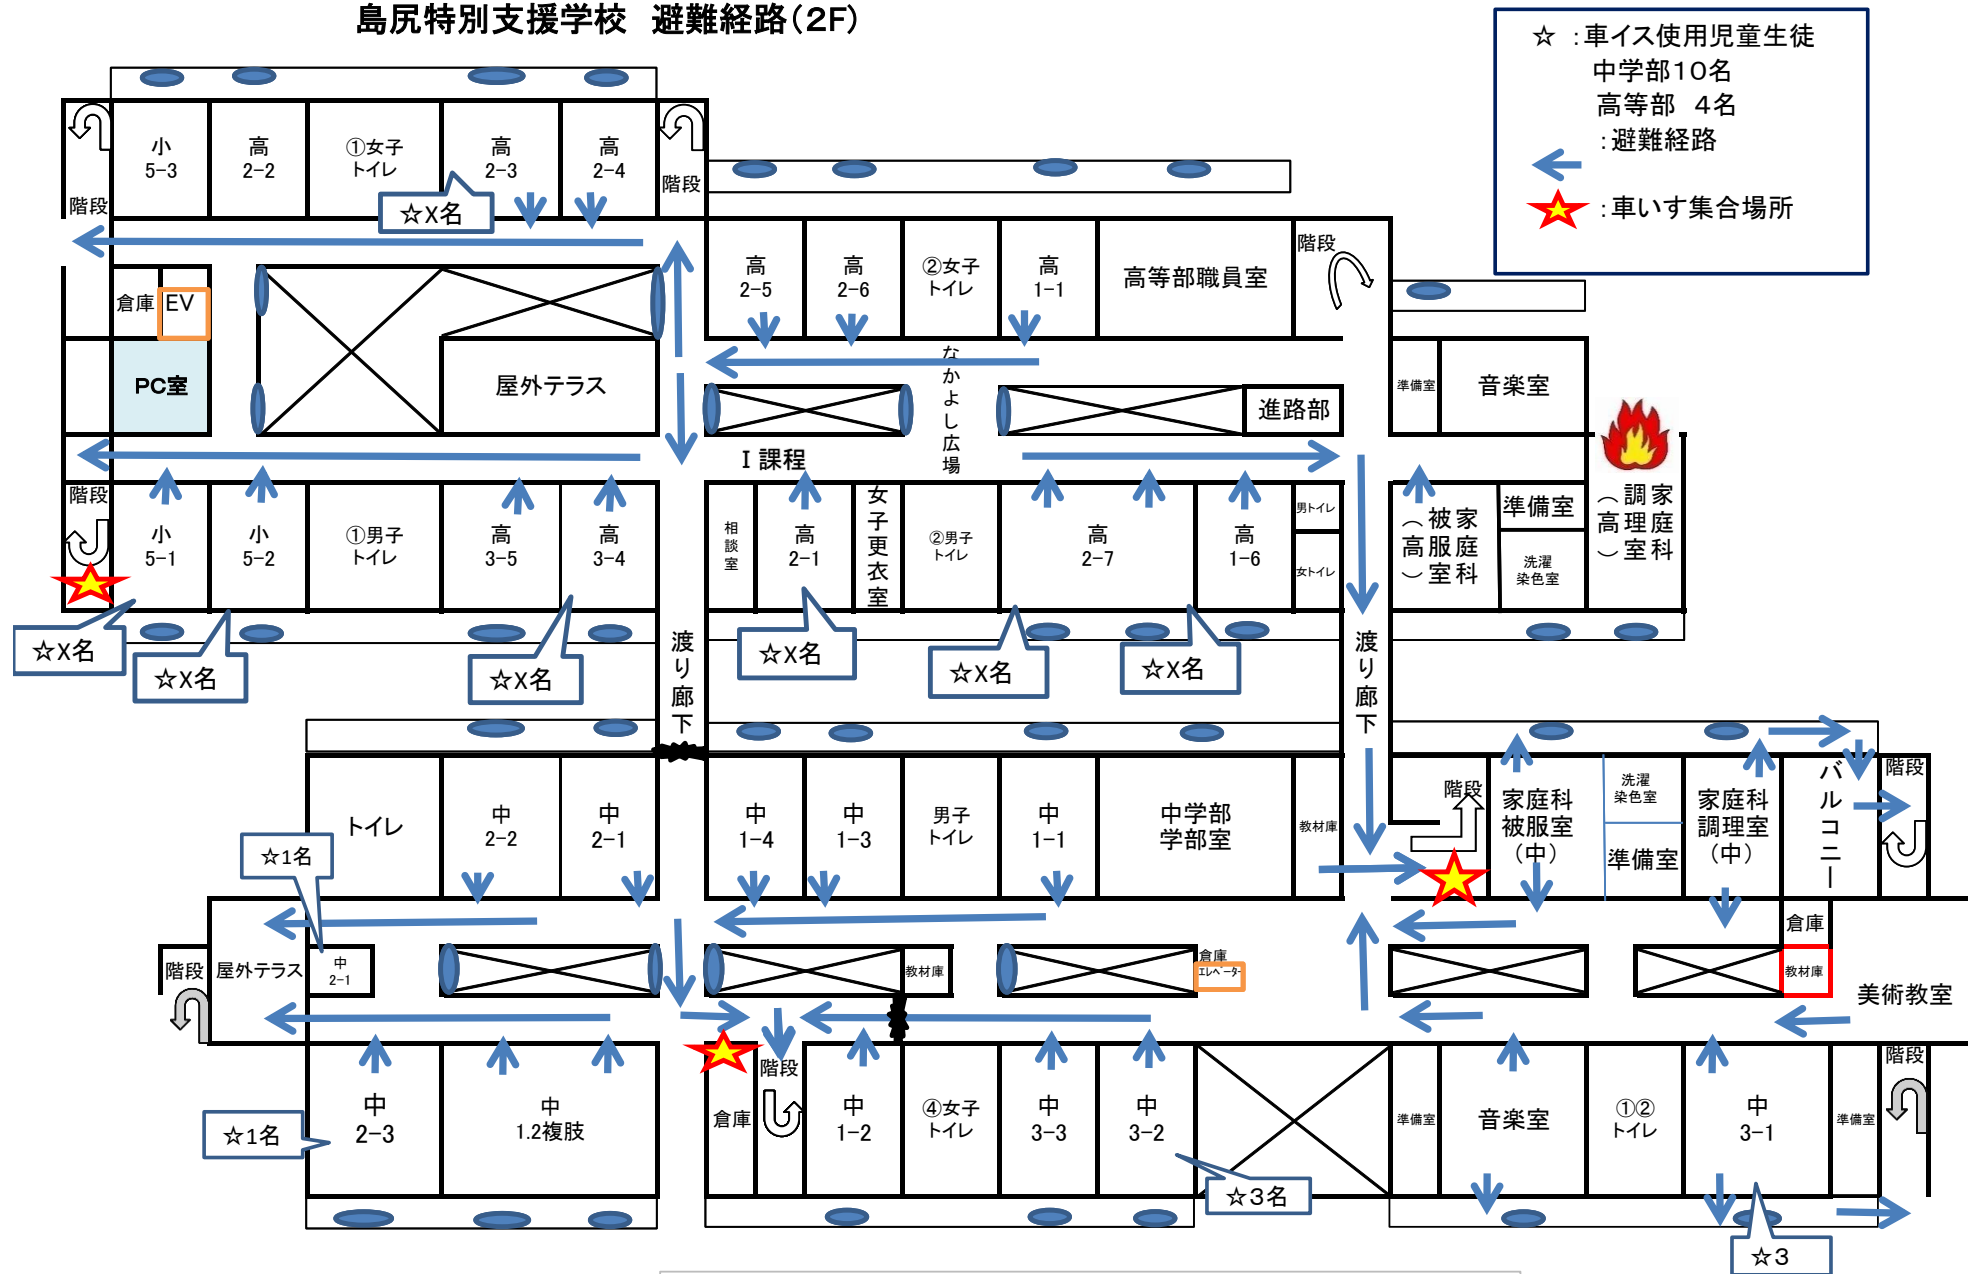 島尻特別支援学校　避難経路(2F)
☆ ：車イス使用児童生徒
中学部10名
高等部　4名
：避難経路
：車いす集合場所
小
5-3
高
2-2
①女子
トイレ
高
2-3
高
2-4
階段
階段
☆X名
高
2-5
高
2-6
②女子
トイレ
高
1-1
高等部職員室
階段
倉庫
EV
PC室
屋外テラス
なかよし広場
進路部
準備室
音楽室
Ⅰ課程
階段
小
5-1
小
5-2
①男子
トイレ
高
3-5
高
3-4
相談室
高
2-1
女子更衣室
②男子
トイレ
高
2-7
高
1-6
男トイレ
女トイレ
家庭科
被服室
（高）
準備室
洗濯
染色室
家庭科
調理室
（高）
☆X名
☆X名
☆X名
☆X名
☆X名
☆X名
渡り廊下
渡り廊下
トイレ
中
2-2
中
2-1
中
1-4
中
1-3
男子
トイレ
中
1-1
中学部
学部室
教材庫
階段
家庭科
被服室
（中）
洗濯
染色室
準備室
家庭科
調理室
（中）
バルコニー
階段
☆1名
階段
屋外テラス
中
2-1
教材庫
倉庫
エレベーター
倉庫
教材庫
美術教室
☆1名
中
2-3
中
1.2複肢
倉庫
階段
中
1-2
④女子
トイレ
中
3-3
中
3-2
☆3名
準備室
音楽室
①②
トイレ
中
3-1
準備室
階段
☆3